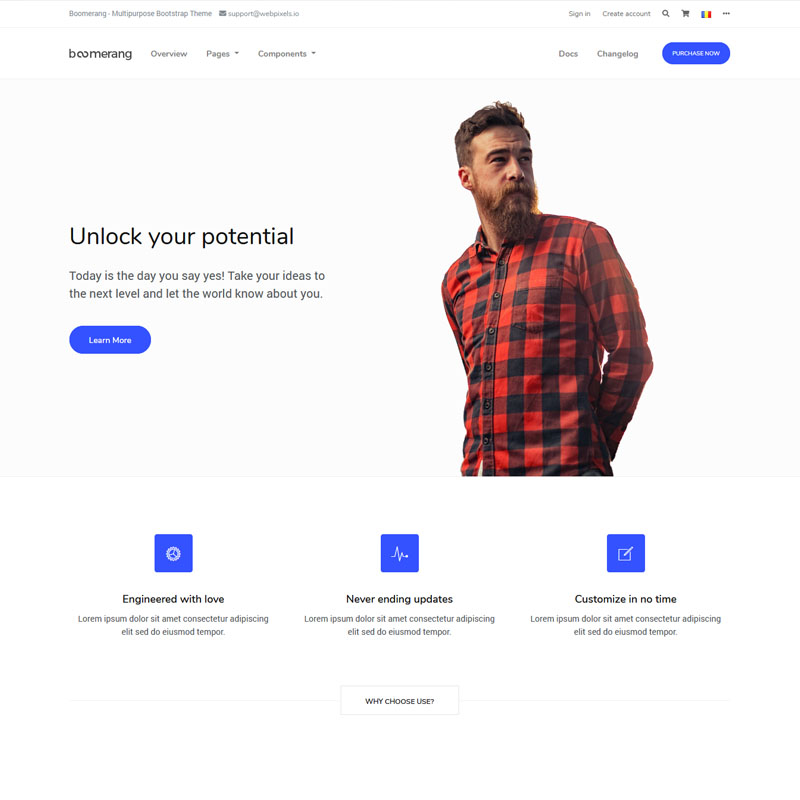 Boomerang - Multipurpose Bootstrap Theme support@webpixels.io Sign in Create account
boomerang Overview Pages Components Docs Changelog PURCHASE NOW
Unlock your potential
Today is the day you say yes! Take your ideas to
the next level and let the world know about you.
Learn More
Engineered with love
Lorem ipsum dolor sit amet consectetur adipiscing
elit sed do eiusmod tempor.
Never ending updates
Lorem ipsum dolor sit amet consectetur adipiscing
elit sed do eiusmod tempor.
Customize in no time
Lorem ipsum dolor sit amet consectetur adipiscing
elit sed do eiusmod tempor.
WHY CHOOSE USE?